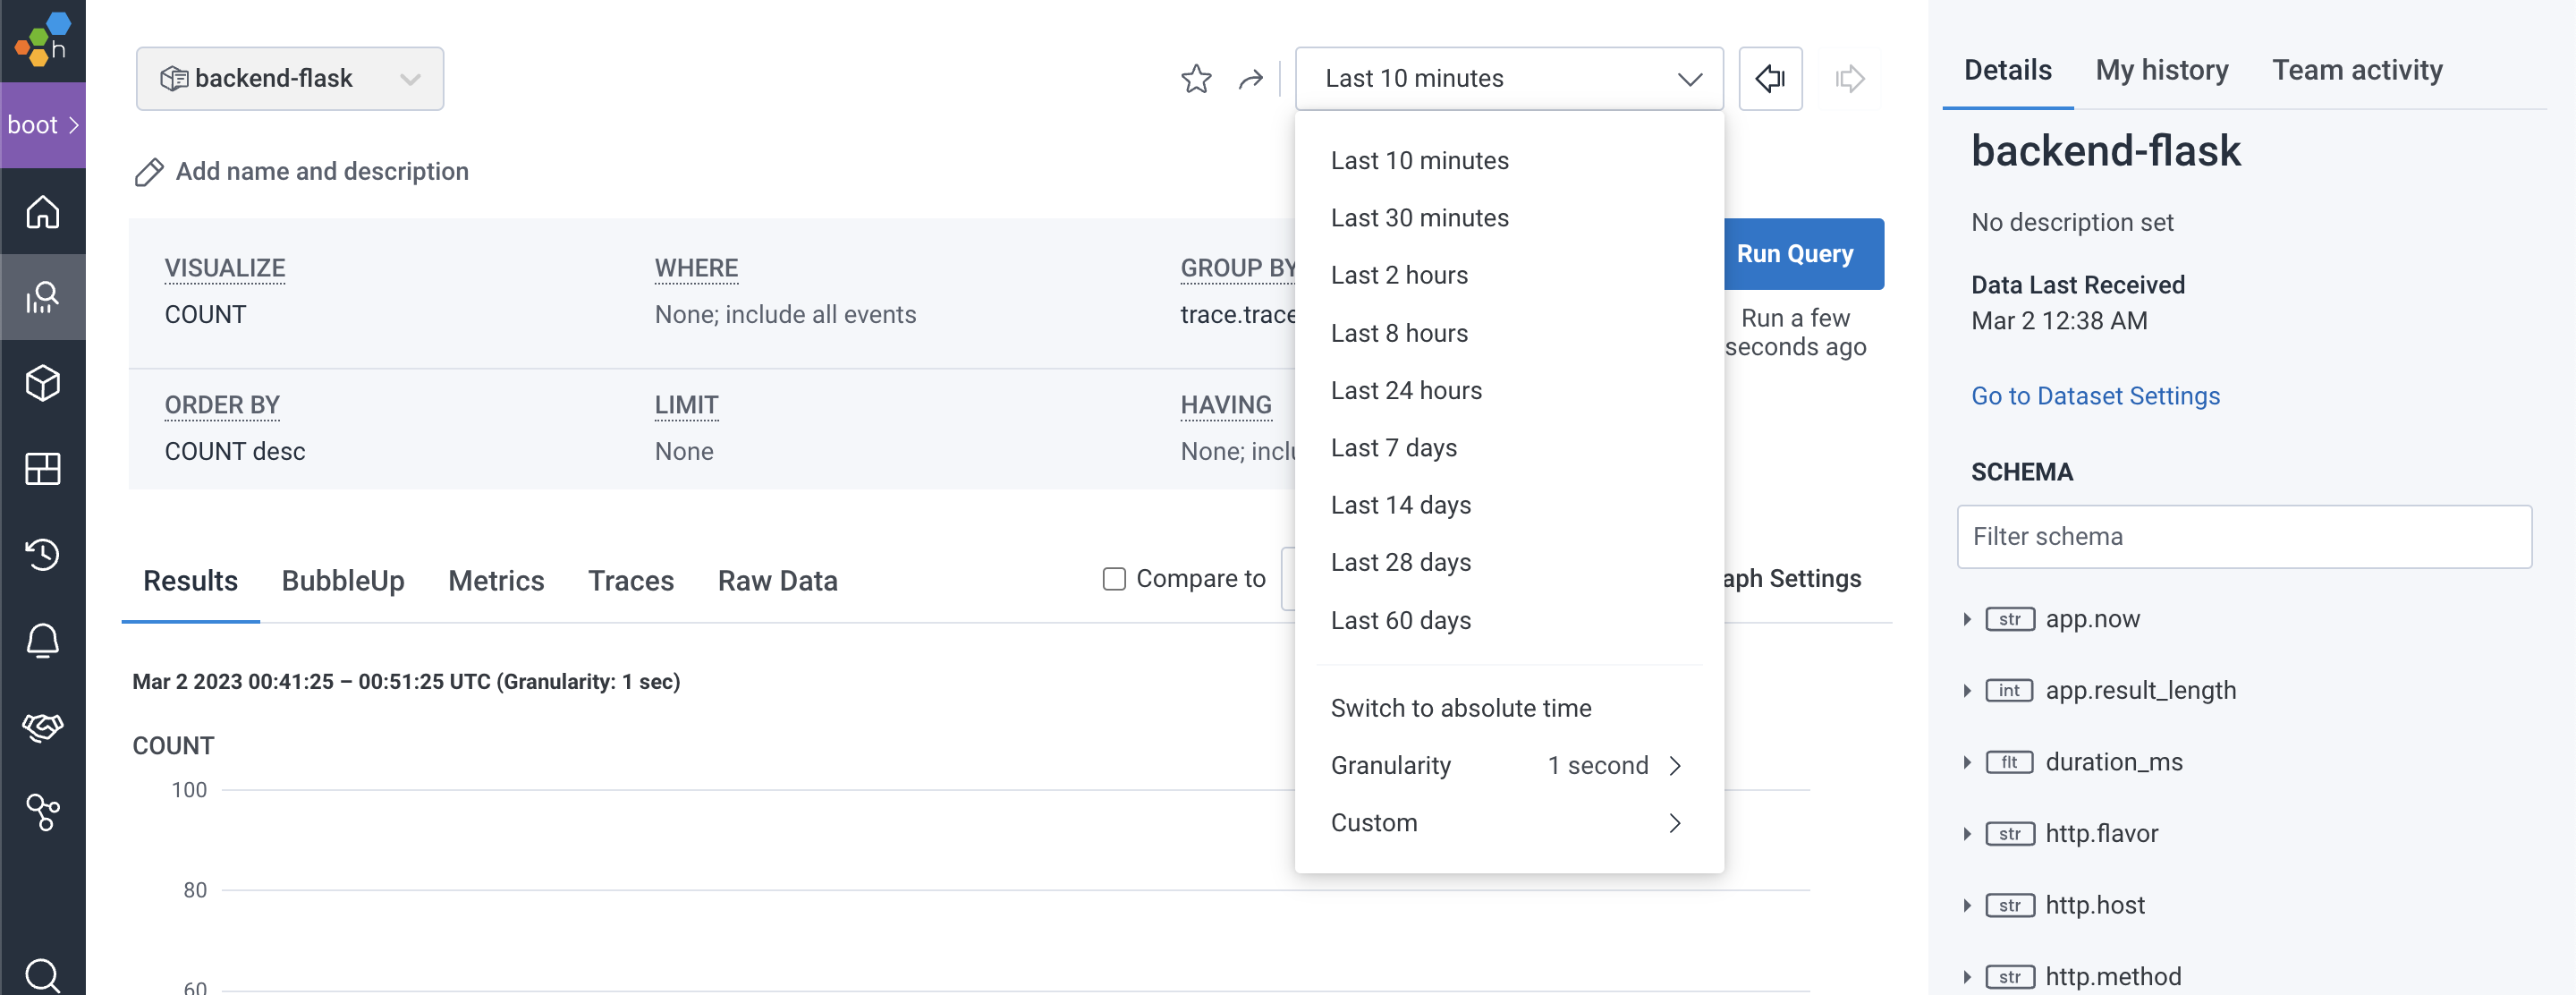 h
boot
backend-flask
Last 10 minutes
Add name and description
VISUALIZE
COUNT
WHERE
None; include all events
GROUP BY
trace.trace
ORDER BY
COUNT desc
LIMIT
None
HAVING
None;
Run Query
Run a few
seconds ago
Last 10 minutes
Last 30 minutes
Last 2 hours
Last 8 hours
Last 24 hours
Last 7 days
Last 14 days
Last 28 days
Last 60 days
Switch to absolute time
Granularity 1 second
Custom
Results BubbleUp Metrics Traces Raw Data
Compare to
Settings
Mar 2 2023 00:41:25 – 00:51:25 UTC (Granularity: 1 sec)
COUNT
100
80
60
Details My history Team activity
backend-flask
No description set
Data Last Received
Mar 2 12:38 AM
Go to Dataset Settings
SCHEMA
Filter schema
str app.now
int app.result_length
flt duration_ms
str http.flavor
str http.host
str http.method